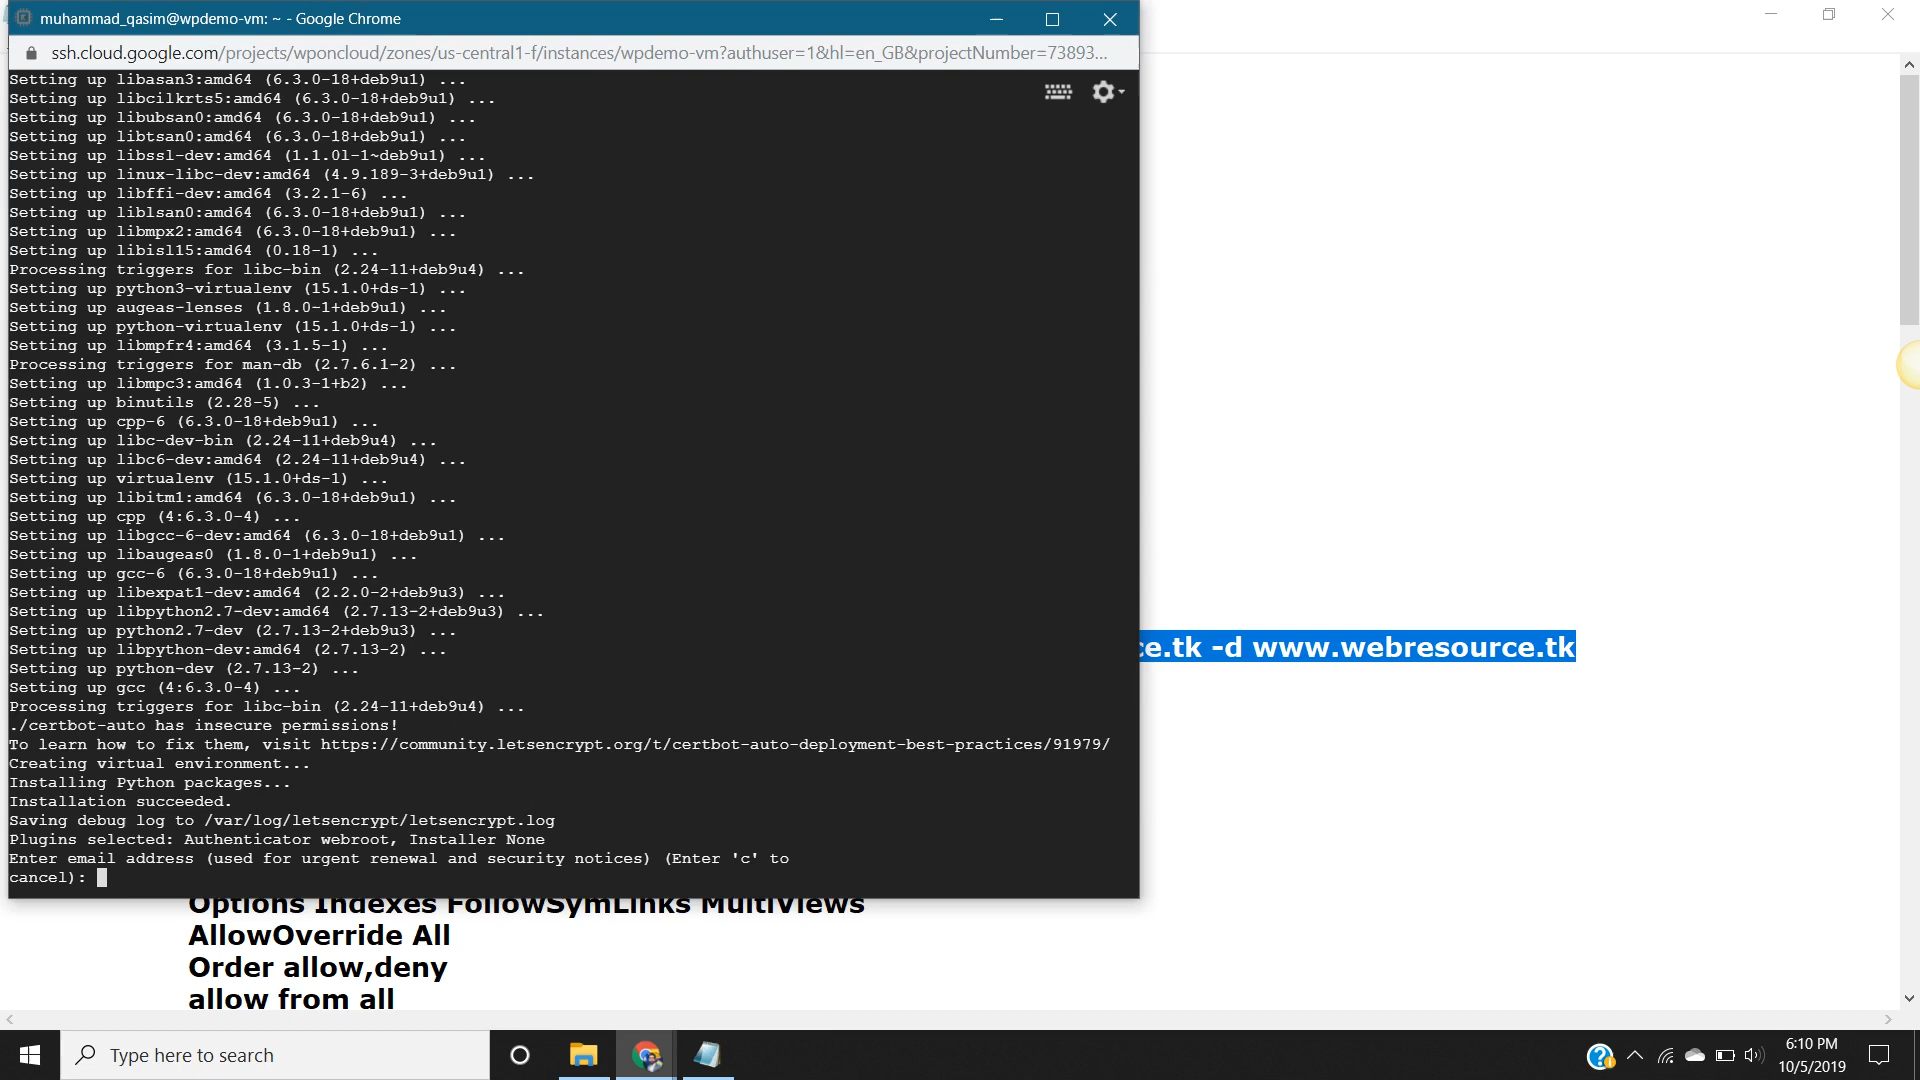 muhammad_qasim@wpdemo-vm: ~ - Google Chrome
ssh.cloud.google.com/projects/wponcloud/zones/us-central1-f/instances/wpdemo-vm?authuser=1&hl=en_GB&projectNumber=73893...
Setting up libasan3:amd64 (6.3.0-18+deb9u1) ...
Setting up libcilkrts5:amd64 (6.3.0-18+deb9u1) ...
Setting up libubsan0:amd64 (6.3.0-18+deb9u1) ...
Setting up libtsan0:amd64 (6.3.0-18+deb9u1) ...
Setting up libssl-dev:amd64 (1.1.0l-1~deb9u1) ...
Setting up linux-libc-dev:amd64 (4.9.189-3+deb9u1) ...
Setting up libffi-dev:amd64 (3.2.1-6) ...
Setting up liblsan0:amd64 (6.3.0-18+deb9u1) ...
Setting up libmpx2:amd64 (6.3.0-18+deb9u1) ...
Setting up libisl15:amd64 (0.18-1) ...
Processing triggers for libc-bin (2.24-11+deb9u4) ...
Setting up python3-virtualenv (15.1.0+ds-1) ...
Setting up augeas-lenses (1.8.0-1+deb9u1) ...
Setting up python-virtualenv (15.1.0+ds-1) ...
Setting up libmpfr4:amd64 (3.1.5-1) ...
Processing triggers for man-db (2.7.6.1-2) ...
Setting up libmpc3:amd64 (1.0.3-1+b2) ...
Setting up binutils (2.28-5) ...
Setting up cpp-6 (6.3.0-18+deb9u1) ...
Setting up libc-dev-bin (2.24-11+deb9u4) ...
Setting up libc6-dev:amd64 (2.24-11+deb9u4) ...
Setting up virtualenv (15.1.0+ds-1) ...
Setting up libitm1:amd64 (6.3.0-18+deb9u1) ...
Setting up cpp (4:6.3.0-4) ...
Setting up libgcc-6-dev:amd64 (6.3.0-18+deb9u1) ...
Setting up libaugeas0 (1.8.0-1+deb9u1) ...
Setting up gcc-6 (6.3.0-18+deb9u1) ...
Setting up libexpat1-dev:amd64 (2.2.0-2+deb9u3) ...
Setting up libpython2.7-dev:amd64 (2.7.13-2+deb9u3) ...
Setting up python2.7-dev (2.7.13-2+deb9u3) ...
Setting up libpython-dev:amd64 (2.7.13-2) ...
Setting up python-dev (2.7.13-2) ...
Setting up gcc (4:6.3.0-4) ...
Processing triggers for libc-bin (2.24-11+deb9u4) ...
./certbot-auto has insecure permissions!
To learn how to fix them, visit https://community.letsencrypt.org/t/certbot-auto-deployment-best-practices/91979/
Creating virtual environment...
Installing Python packages...
Installation succeeded.
Saving debug log to /var/log/letsencrypt/letsencrypt.log
Plugins selected: Authenticator webroot, Installer None
Enter email address (used for urgent renewal and security notices) (Enter 'c' to
cancel):
ce.tk -d www.webresource.tk
Options Indexes FollowSymLinks MultiViews
AllowOverride All
Order allow,deny
allow from all
Type here to search
6:10 PM
10/5/2019